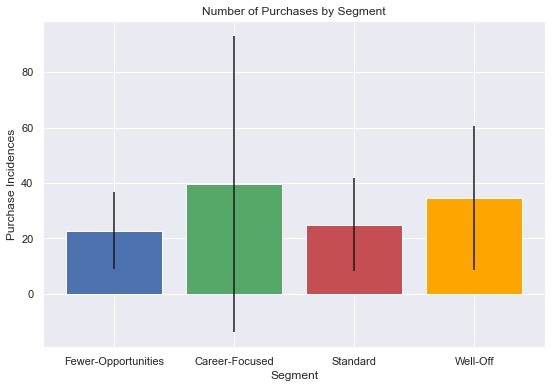 Number of Purchases by Segment
Purchase Incidences
80
60
40
20
0
Fewer-Opportunities
Career-Focused
Standard
Well-Off
Segment